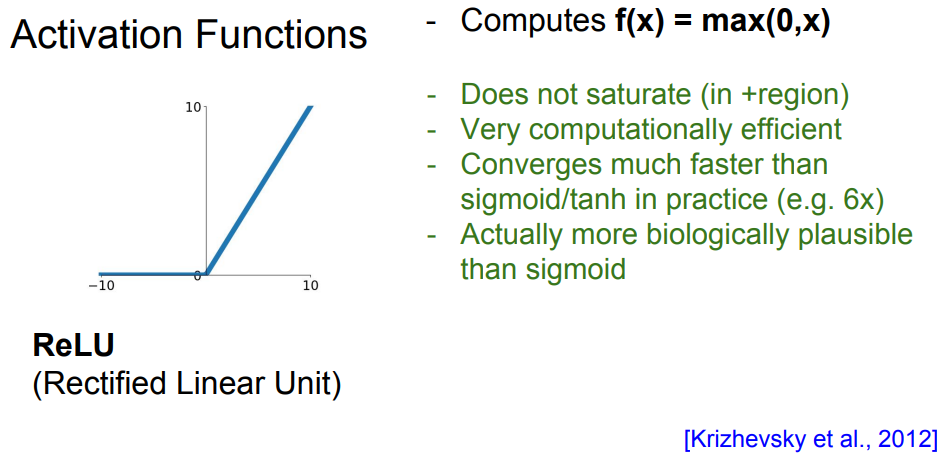 Activation Functions
- Computes f(x) = max(0,x)
- Does not saturate (in +region)
- Very computationally efficient
- Converges much faster than
sigmoid/tanh in practice (e.g. 6x)
- Actually more biologically plausible
than sigmoid
10
0
−10
10
ReLU
(Rectified Linear Unit)
[Krizhevsky et al., 2012]